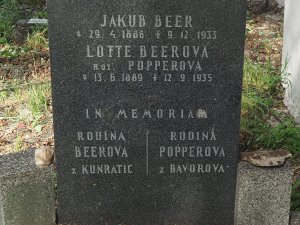 JAKUB BEER
* 29. 4. 1886 + 9. 12. 1933
LOTTE BEEROVÁ
ROZ. POPPEROVÁ
* 13. 6. 1889 + 12. 9. 1935
IN MEMORIAM
RODINA
BEEROVA
z KUNRATIC
RODINA
POPPEROVA
z BAVOROVA